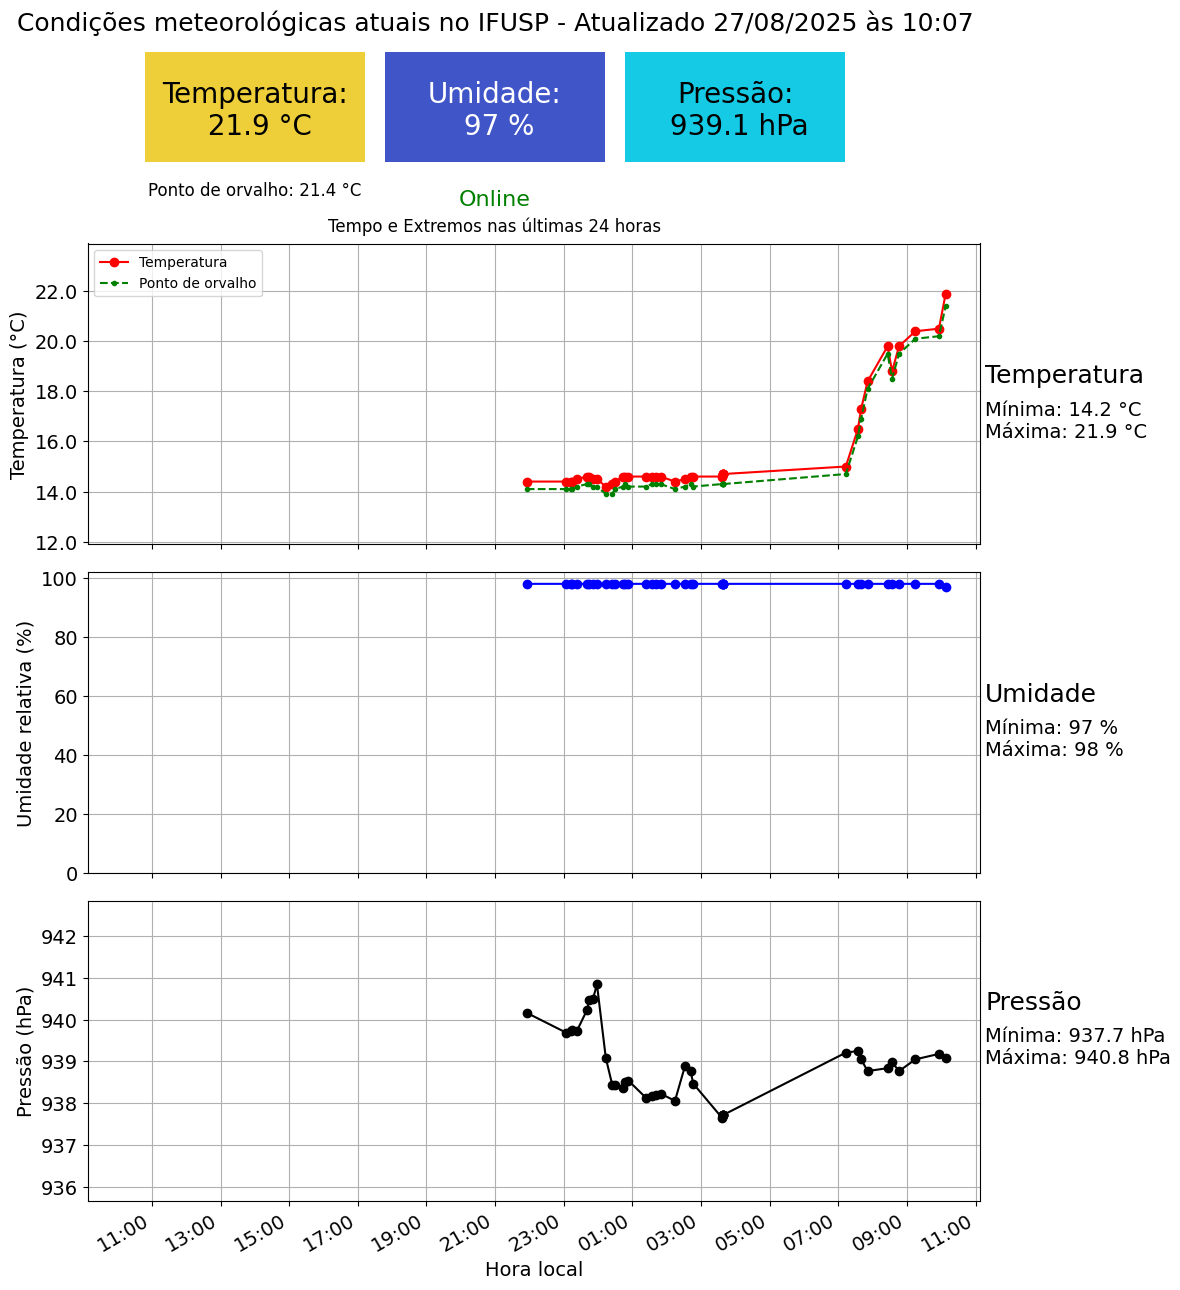 Condições meteorológicas atuais no IFUSP - Atualizado 27/08/2025 às 10:07
Temperatura:
21.9 °C
Umidade:
97 %
Pressão:
939.1 hPa
Ponto de orvalho: 21.4 °C
Online
Tempo e Extremos nas últimas 24 horas
Temperatura
Ponto de orvalho
Temperatura (°C)
22.0
20.0
18.0
16.0
14.0
12.0
Temperatura
Mínima: 14.2 °C
Máxima: 21.9 °C
Umidade relativa (%)
100
80
60
40
20
0
Umidade
Mínima: 97 %
Máxima: 98 %
Pressão (hPa)
942
941
940
939
938
937
936
Pressão
Mínima: 937.7 hPa
Máxima: 940.8 hPa
11:00
13:00
15:00
17:00
19:00
21:00
23:00
01:00
03:00
05:00
07:00
09:00
11:00
Hora local